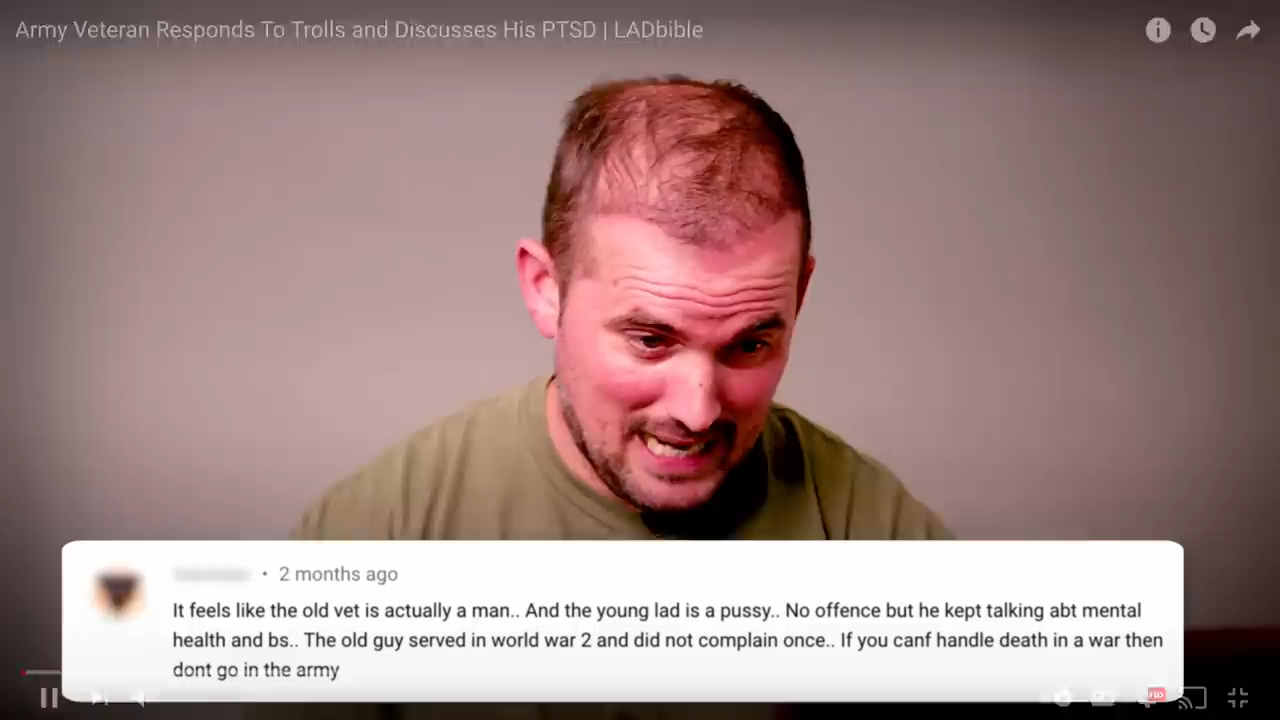 Army Veteran Responds To Trolls and Discusses His PTSD | LADbible
• 2 months ago
It feels like the old vet is actually a man.. And the young lad is a pussy.. No offence but he kept talking abt mental
health and bs.. The old guy served in world war 2 and did not complain once.. If you canf handle death in a war then
dont go in the army
HD